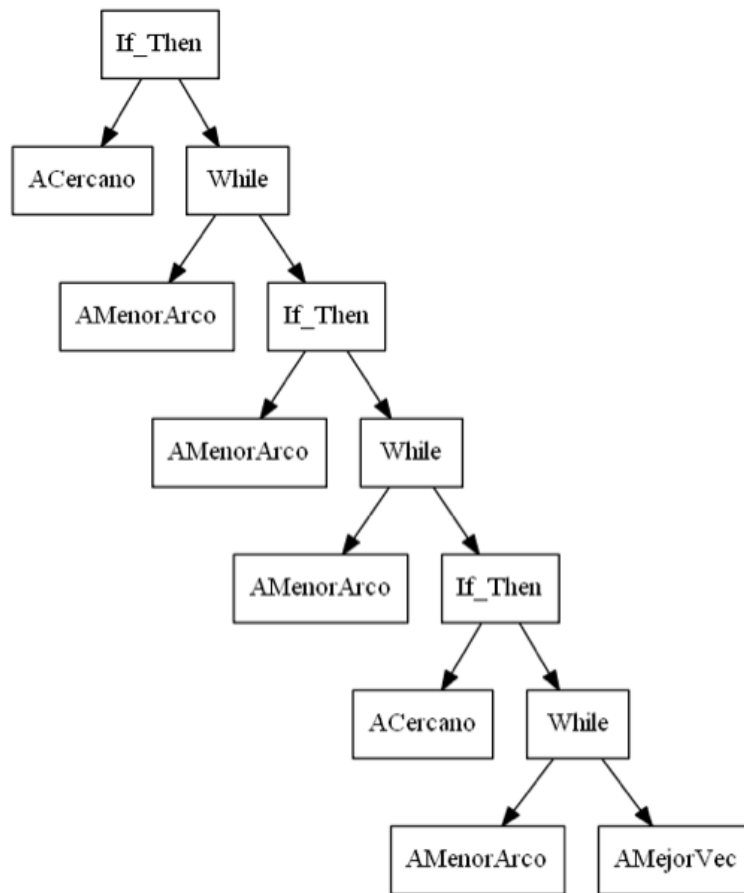 If_Then
ACercano
While
AMenorArco
If_Then
AMenorArco
While
AMenorArco
If_Then
ACercano
While
AMenorArco
AMejorVec